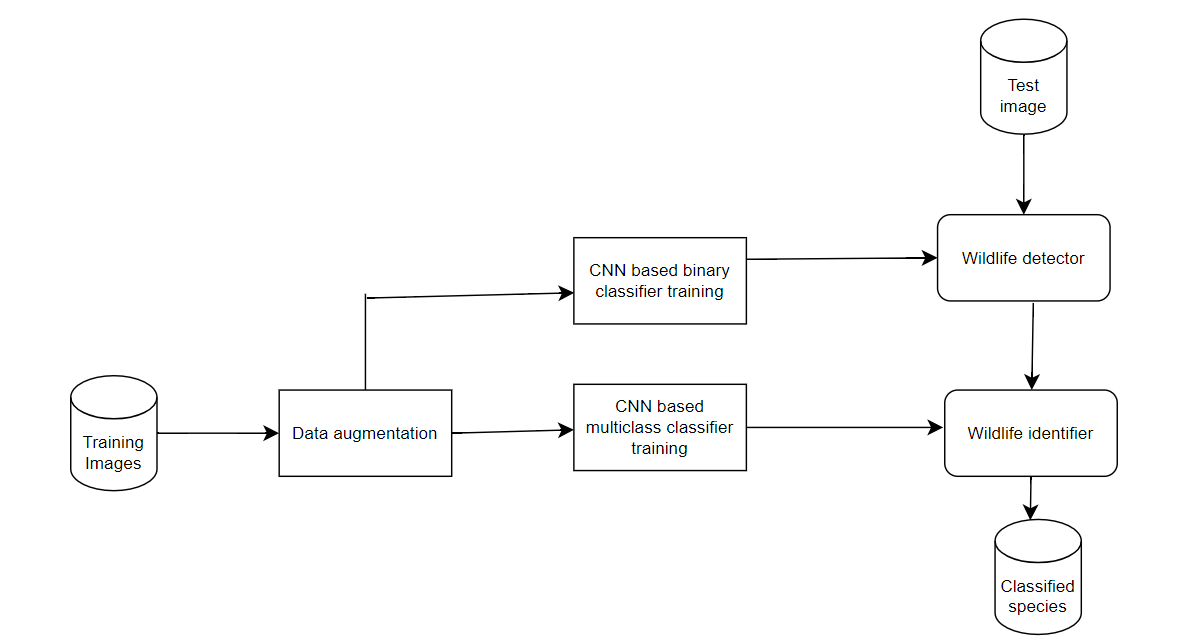 Test
image
Wildlife detector
CNN based binary
classifier training
CNN based
multiclass classifier
training
Data augmentation
Training
Images
Wildlife identifier
Classified
species